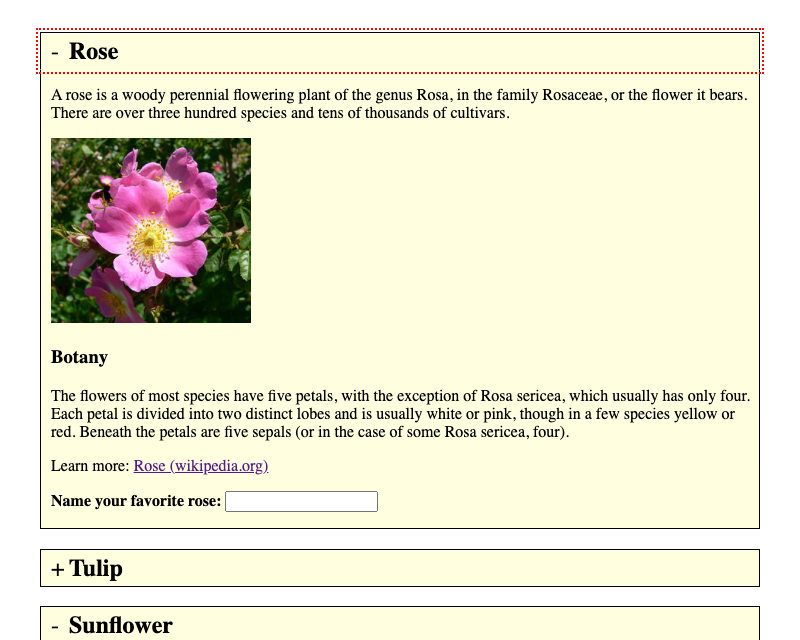 - Rose
A rose is a woody perennial flowering plant of the genus Rosa, in the family Rosaceae, or the flower it bears.
There are over three hundred species and tens of thousands of cultivars.
Botany
The flowers of most species have five petals, with the exception of Rosa sericea, which usually has only four.
Each petal is divided into two distinct lobes and is usually white or pink, though in a few species yellow or
red. Beneath the petals are five sepals (or in the case of some Rosa sericea, four).
Learn more: Rose (wikipedia.org)
Name your favorite rose:
+ Tulip
- Sunflower